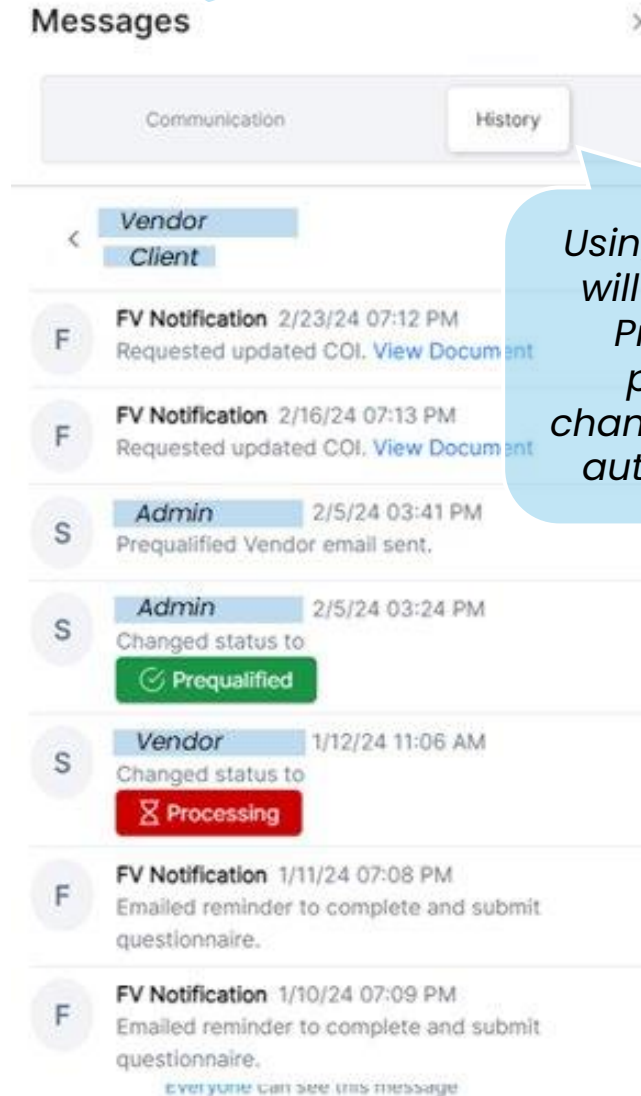 Messages
Communication
History
Vendor
Client
Usin
will
Pr
p
chan
aut
F
FV Notification 2/23/24 07:12 PM
Requested updated COI. View Document
F
FV Notification 2/16/24 07:13 PM
Requested updated COI. View Document
S
Admin 2/5/24 03:41 PM
Prequalified Vendor email sent.
S
Admin 2/5/24 03:24 PM
Changed status to
Prequalified
S
Vendor 1/12/24 11:06 AM
Changed status to
Processing
F
FV Notification 1/11/24 07:08 PM
Emailed reminder to complete and submit
questionnaire.
F
FV Notification 1/10/24 07:09 PM
Emailed reminder to complete and submit
questionnaire.
Everyone can see this message